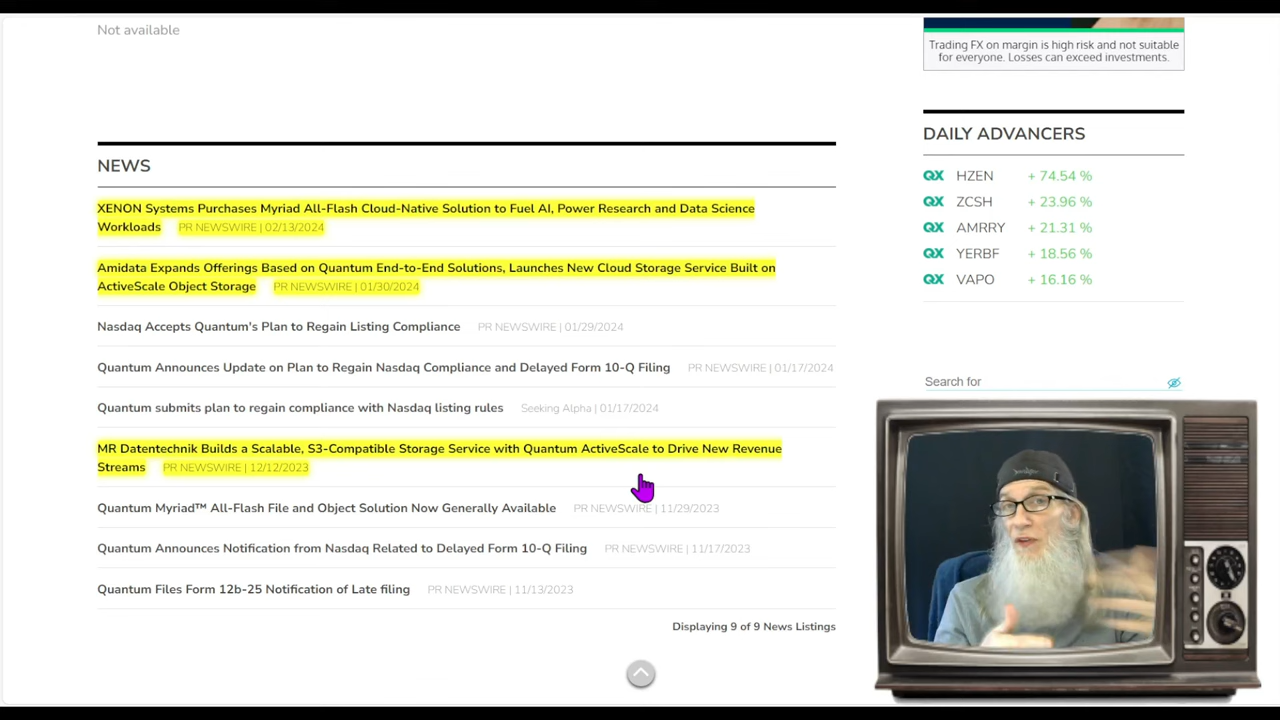 Not available
NEWS
XENON Systems Purchases Myriad All-Flash Cloud-Native Solution to Fuel AI, Power Research and Data Science
Workloads PR NEWSWIRE | 02/13/2024
Amidata Expands Offerings Based on Quantum End-to-End Solutions, Launches New Cloud Storage Service Built on
ActiveScale Object Storage PR NEWSWIRE | 01/30/2024
Nasdaq Accepts Quantum's Plan to Regain Listing Compliance PR NEWSWIRE | 01/29/2024
Quantum Announces Update on Plan to Regain Nasdaq Compliance and Delayed Form 10-Q Filing PR NEWSWIRE | 01/17/2024
Quantum submits plan to regain compliance with Nasdaq listing rules Seeking Alpha | 01/17/2024
MR Datentechnik Builds a Scalable, S3-Compatible Storage Service with Quantum ActiveScale to Drive New Revenue
Streams PR NEWSWIRE | 12/12/2023
Quantum Myriad™ All-Flash File and Object Solution Now Generally Available PR NEWSWIRE | 11/29/2023
Quantum Announces Notification from Nasdaq Related to Delayed Form 10-Q Filing PR NEWSWIRE | 11/17/2023
Quantum Files Form 12b-25 Notification of Late filing PR NEWSWIRE | 11/13/2023
Displaying 9 of 9 News Listings
Trading FX on margin is high risk and not suitable
for everyone. Losses can exceed investments.
DAILY ADVANCERS
QX HZEN + 74.54 %
QX ZCSH + 23.96 %
QX AMRRY + 21.31 %
QX YERBF + 18.56 %
QX VAPO + 16.16 %
Search for